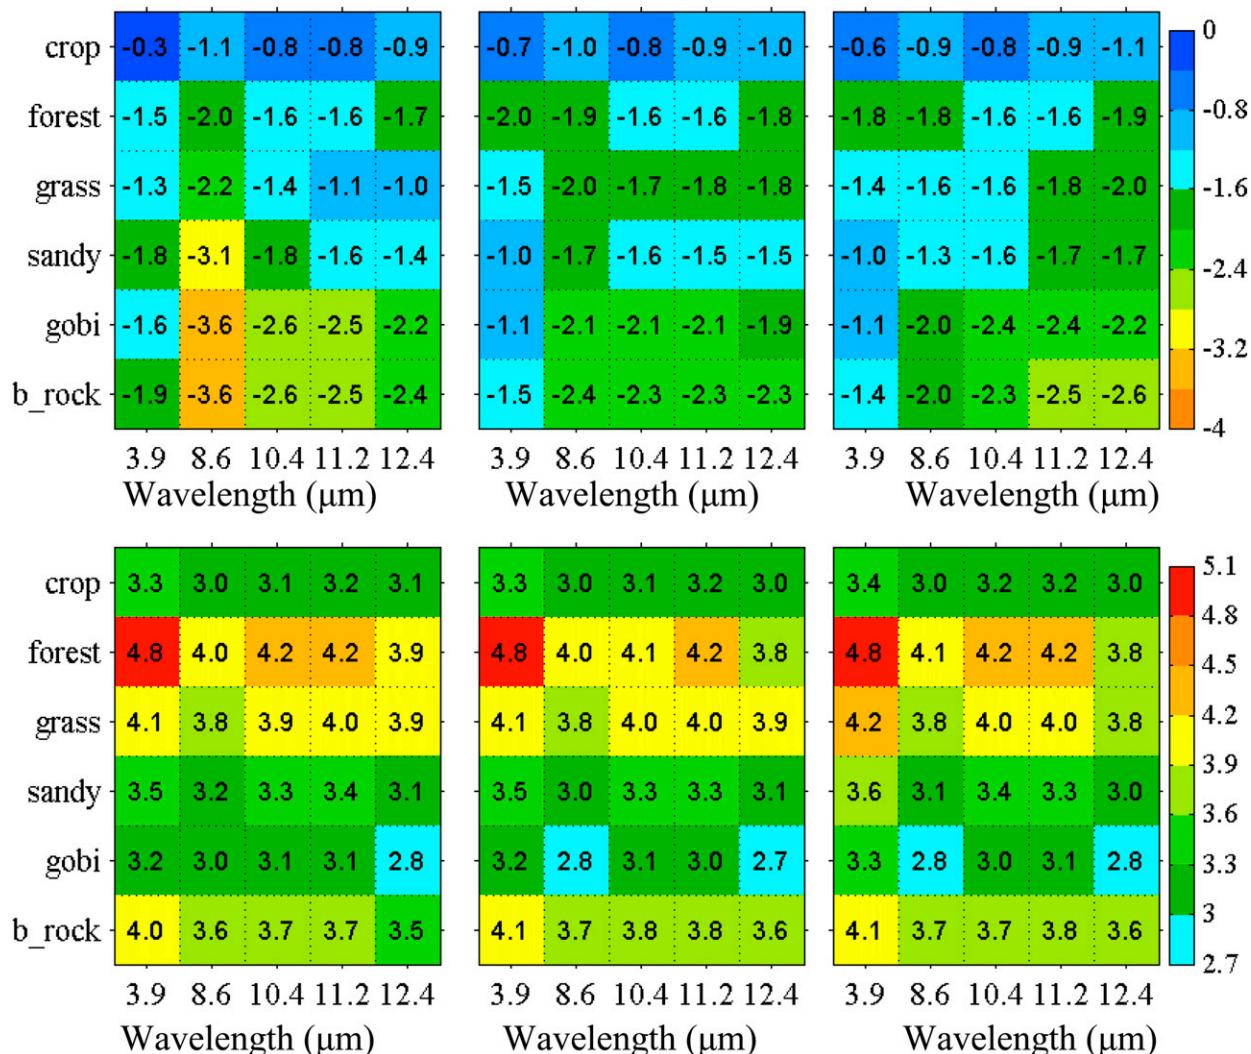 crop -0.3 -1.1 -0.8 -0.8 -0.9 -0.7 -1.0 -0.8 -0.9 -1.0 -0.6 -0.9 -0.8 -0.9 -1.1 0
forest -1.5 -2.0 -1.6 -1.6 -1.7 -2.0 -1.9 -1.6 -1.6 -1.8 -1.8 -1.8 -1.6 -1.6 -1.9 -0.8
grass -1.3 -2.2 -1.4 -1.1 -1.0 -1.5 -2.0 -1.7 -1.8 -1.8 -1.4 -1.6 -1.6 -1.8 -2.0 -1.6
sandy -1.8 -3.1 -1.8 -1.6 -1.4 -1.0 -1.7 -1.6 -1.5 -1.5 -1.0 -1.3 -1.6 -1.7 -1.7 -2.4
gobi -1.6 -3.6 -2.6 -2.5 -2.2 -1.1 -2.1 -2.1 -2.1 -1.9 -1.1 -2.0 -2.4 -2.4 -2.2 -3.2
b_rock -1.9 -3.6 -2.6 -2.5 -2.4 -1.5 -2.4 -2.3 -2.3 -2.3 -1.4 -2.0 -2.3 -2.5 -2.6 -4
3.9 8.6 10.4 11.2 12.4 3.9 8.6 10.4 11.2 12.4 3.9 8.6 10.4 11.2 12.4
Wavelength (μm) Wavelength (μm) Wavelength (μm)
crop 3.3 3.0 3.1 3.2 3.1 3.3 3.0 3.1 3.2 3.0 3.4 3.0 3.2 3.2 3.0 5.1
4.8
forest 4.8 4.0 4.2 4.2 3.9 4.8 4.0 4.1 4.2 3.8 4.8 4.1 4.2 4.2 3.8 4.5
grass 4.1 3.8 3.9 4.0 3.9 4.1 3.8 4.0 4.0 3.9 4.2 3.8 4.0 4.0 3.8 4.2
3.9
sandy 3.5 3.2 3.3 3.4 3.1 3.5 3.0 3.3 3.3 3.1 3.6 3.1 3.4 3.3 3.0 3.6
gobi 3.2 3.0 3.1 3.1 2.8 3.2 2.8 3.1 3.0 2.7 3.3 2.8 3.0 3.1 2.8 3.3
b_rock 4.0 3.6 3.7 3.7 3.5 4.1 3.7 3.8 3.8 3.6 4.1 3.7 3.7 3.8 3.6 3
2.7
3.9 8.6 10.4 11.2 12.4 3.9 8.6 10.4 11.2 12.4 3.9 8.6 10.4 11.2 12.4
Wavelength (μm) Wavelength (μm) Wavelength (μm)